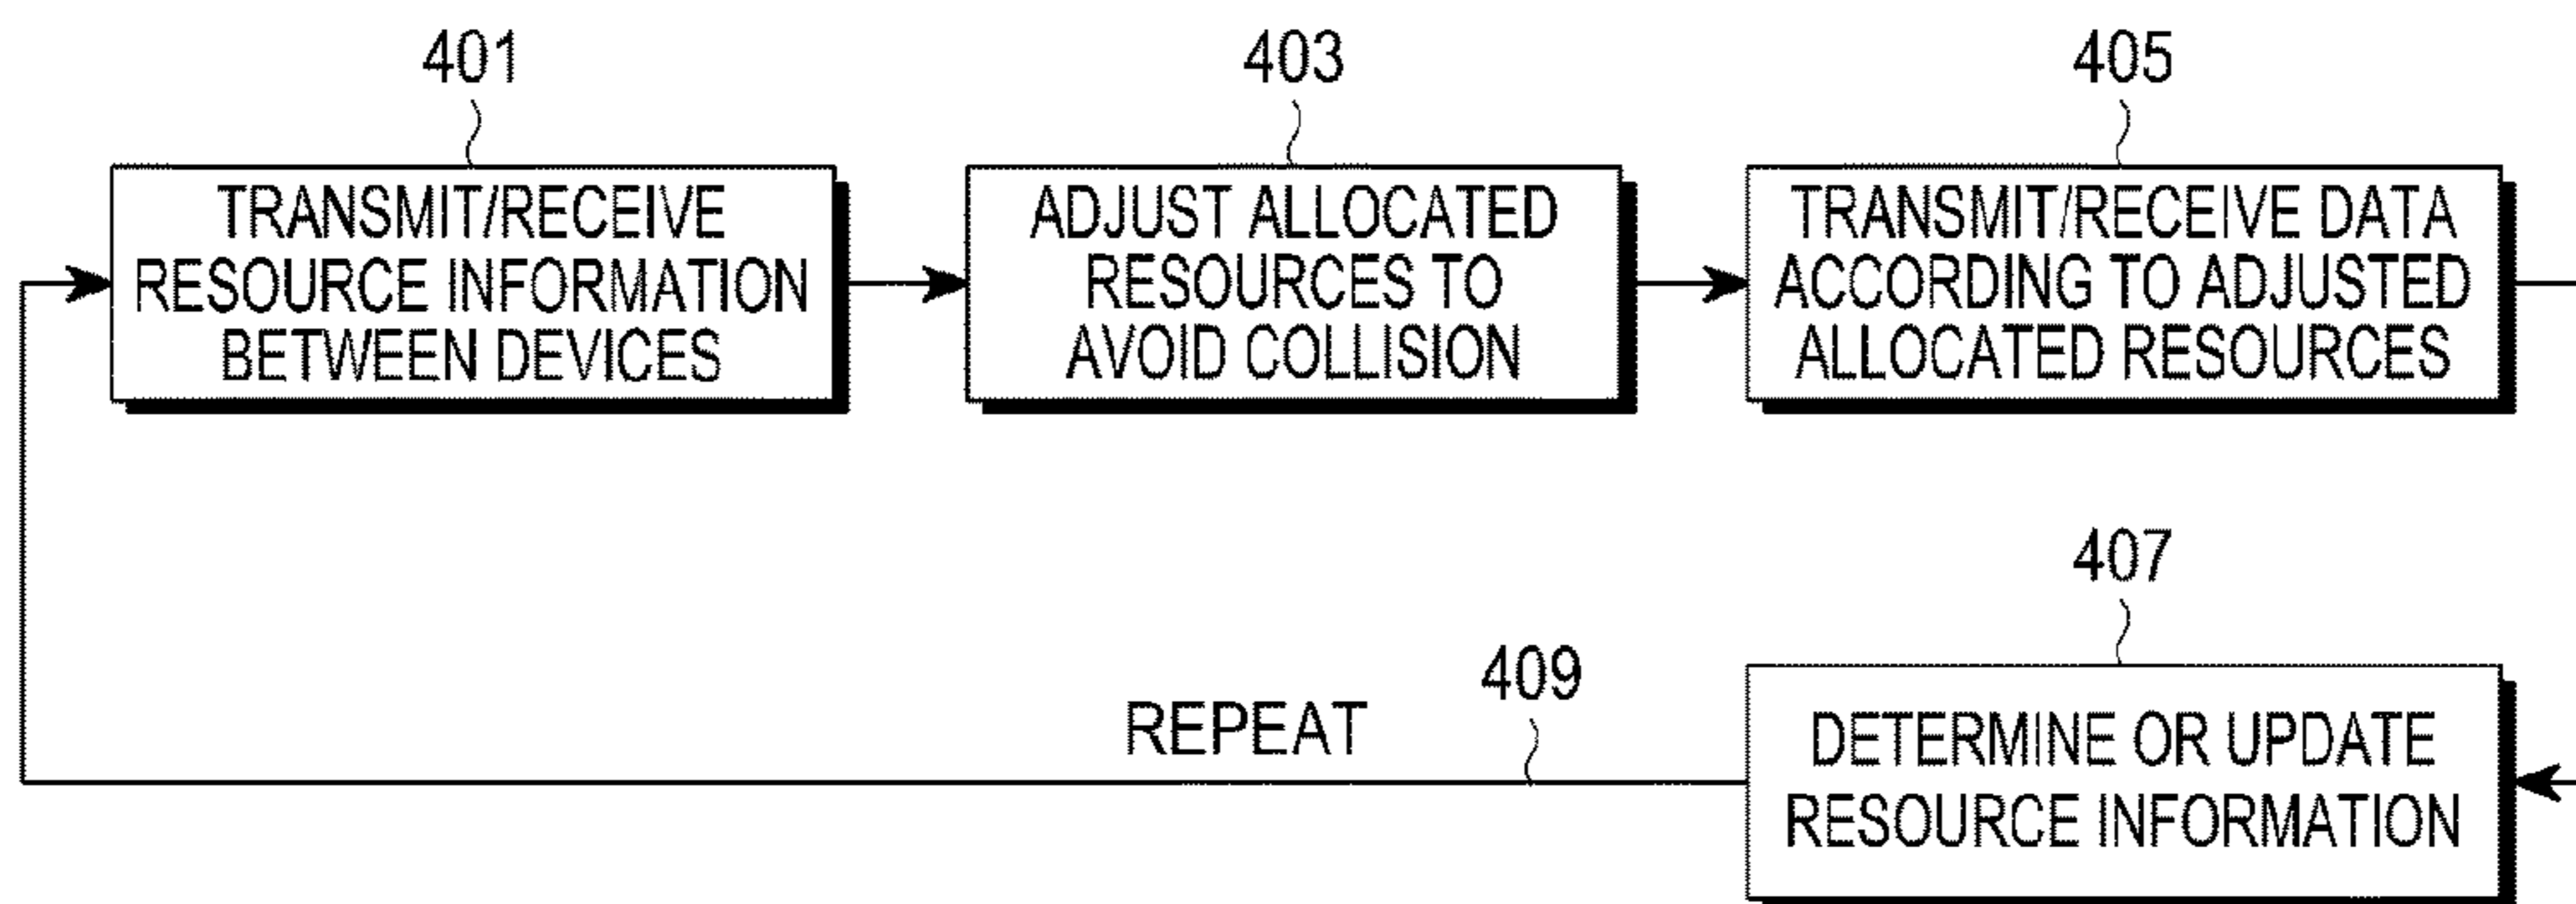 401
403
405
TRANSMIT/RECEIVE
RESOURCE INFORMATION
BETWEEN DEVICES
ADJUST ALLOCATED
RESOURCES TO
AVOID COLLISION
TRANSMIT/RECEIVE DATA
ACCORDING TO ADJUSTED
ALLOCATED RESOURCES
407
409
REPEAT
DETERMINE OR UPDATE
RESOURCE INFORMATION